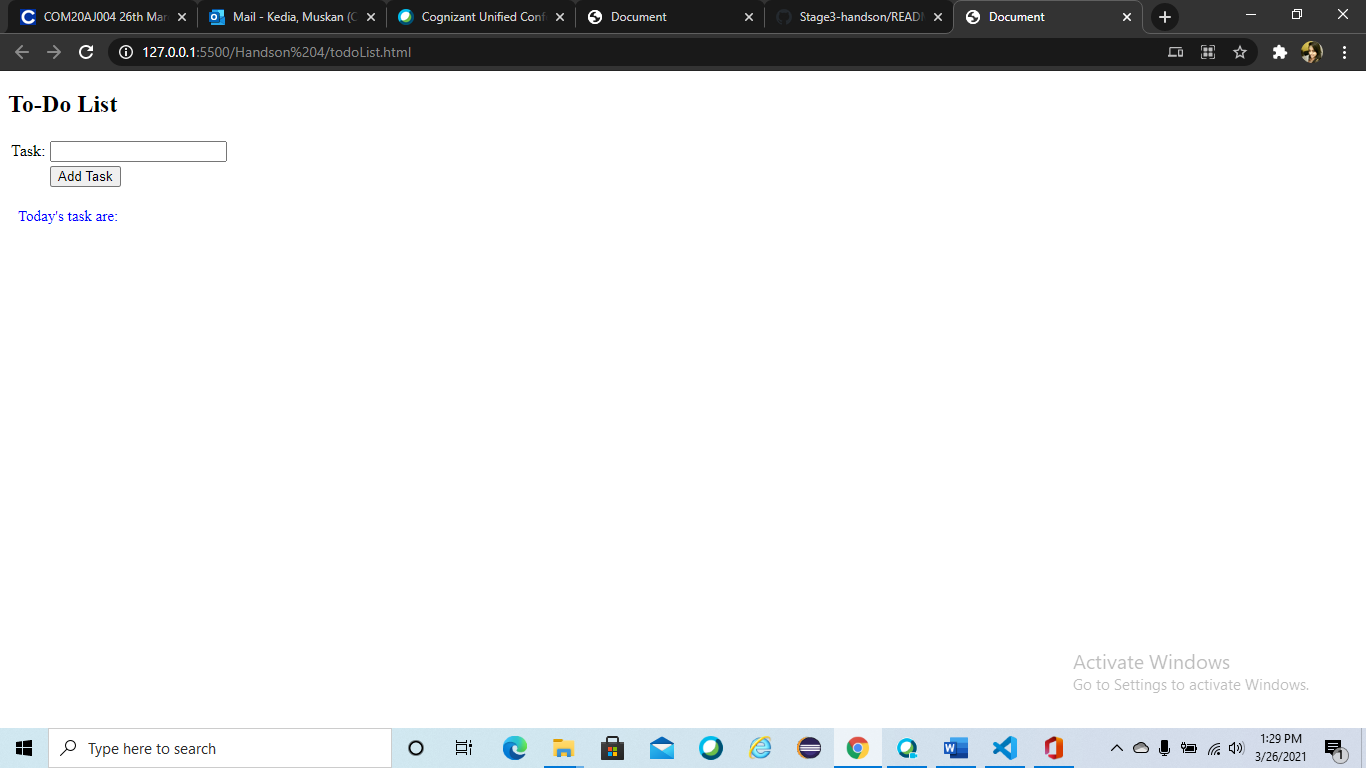 COM20AJ004 26th Mar
Mail - Kedia, Muskan (C
Cognizant Unified Conf
Document
Stage3-handson/READ
Document
127.0.0.1:5500/Handson%204/todoList.html
To-Do List
Task:
Add Task
Today's task are:
Activate Windows
Go to Settings to activate Windows.
Type here to search
1:29 PM
3/26/2021
1